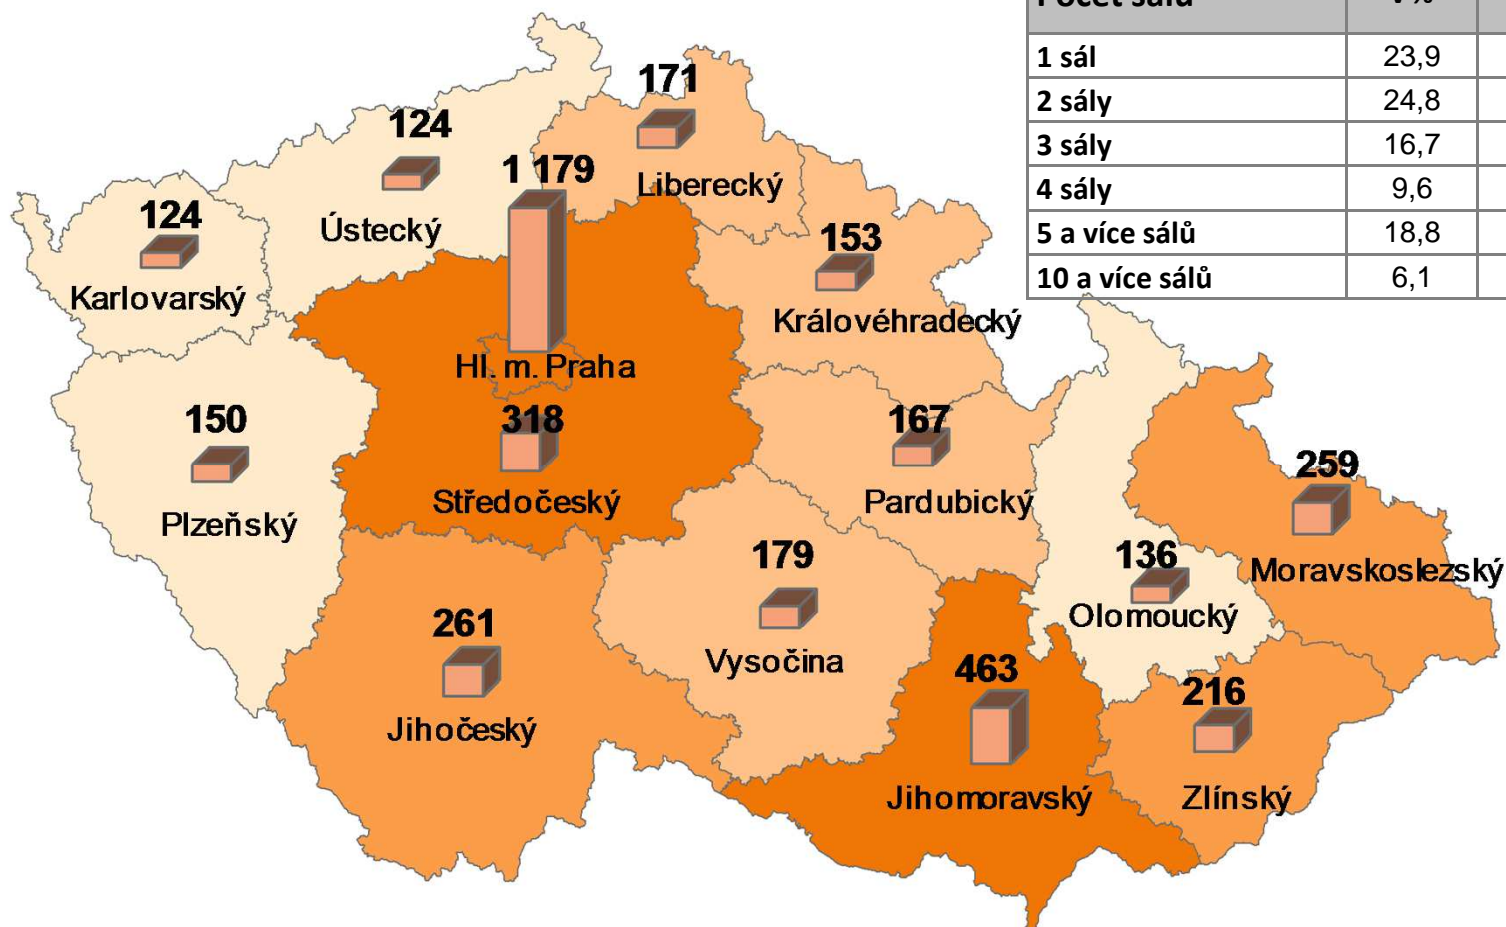 Počet sálů v %
1 sál 23,9
2 sály 24,8
3 sály 16,7
4 sály 9,6
5 a více sálů 18,8
10 a více sálů 6,1
171
Liberecký
124
Ústecký
1 179
Hl. m. Praha
124
Karlovarský
153
Královéhradecký
150
Plzeňský
318
Středočeský
167
Pardubický
259
Moravskoslezský
179
Vysočina
136
Olomoucký
261
Jihočeský
463
Jihomoravský
216
Zlínský